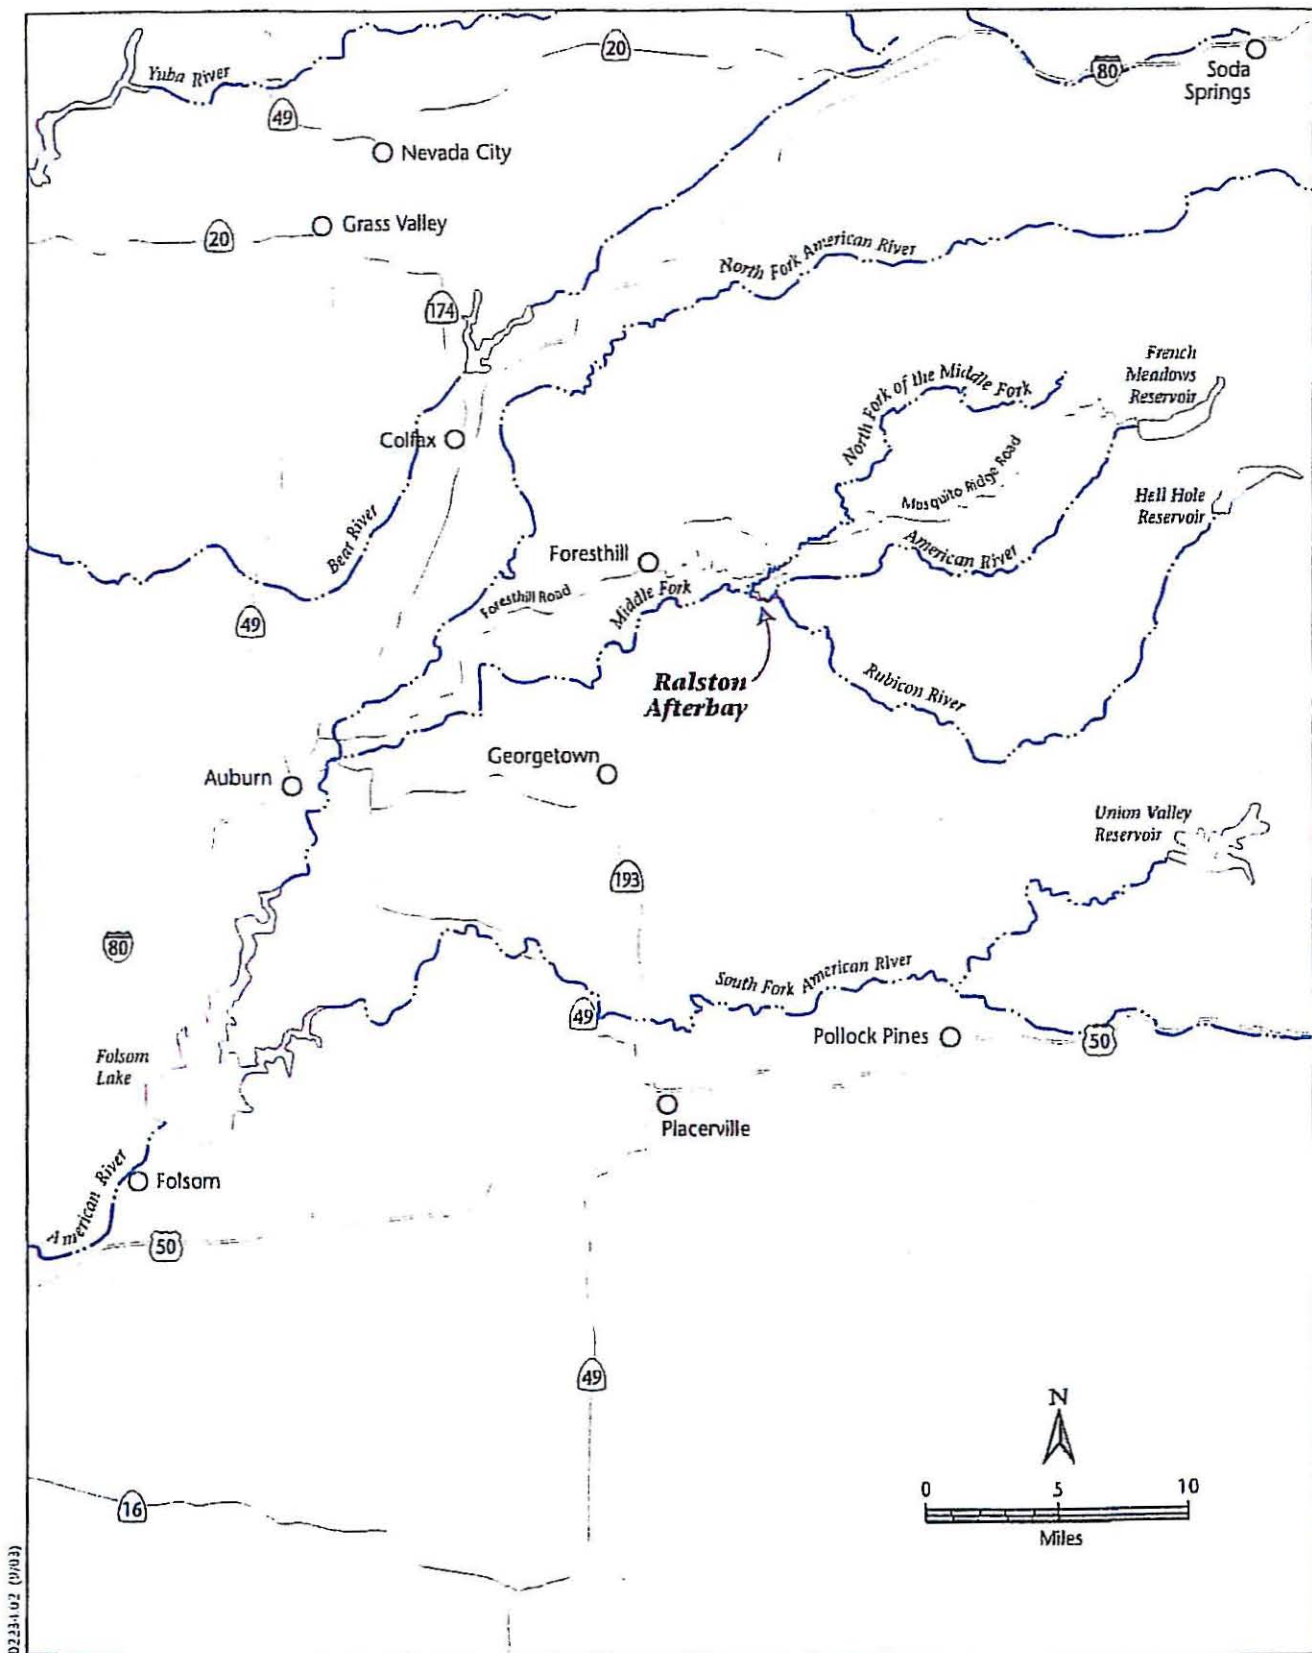 20
80
Soda
Springs
Yuba River
49
Nevada City
20
Grass Valley
North Fork American River
174
French
Meadows
Reservoir
North Fork of the Middle Fork
Colfax
Mosquito Ridge Road
Hell Hole
Reservoir
Bear River
American River
Foresthill
Foresthill Road
Middle Fork
49
Ralston
Afterbay
Rubicon River
Georgetown
Auburn
Union Valley
Reservoir
193
80
South Fork American River
49
Pollock Pines
50
Folsom
Lake
Placerville
American River
Folsom
50
49
N
0 5 10
Miles
16